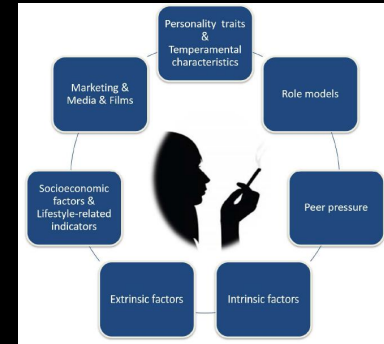 Personality traits
&
Temperamental
characteristics
Role models
Peer pressure
Intrinsic factors
Extrinsic factors
Socioeconomic
factors &
Lifestyle-related
indicators
Marketing &
Media & Films